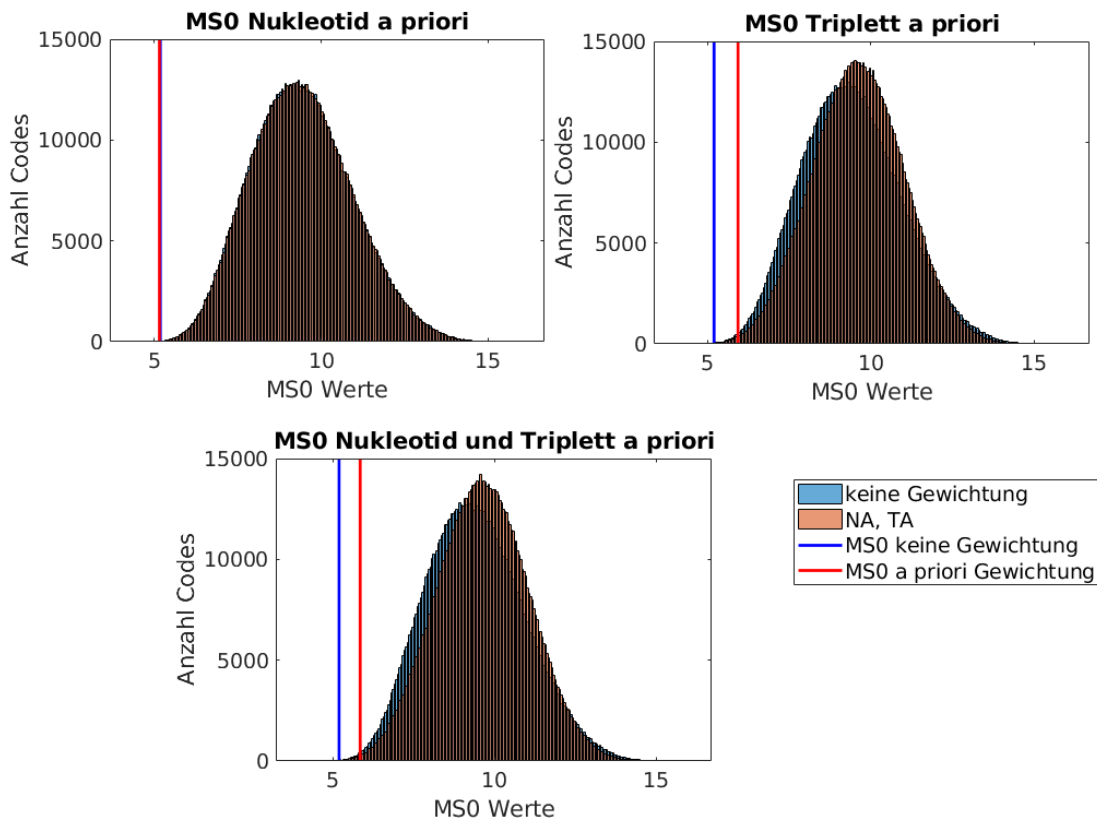 MS0 Nukleotid a priori
15000
10000
5000
0
Anzahl Codes
5 10 15
MS0 Werte
MS0 Triplett a priori
15000
10000
5000
0
Anzahl Codes
5 10 15
MS0 Werte
MS0 Nukleotid und Triplett a priori
15000
10000
5000
0
Anzahl Codes
5 10 15
MS0 Werte
keine Gewichtung
NA, TA
MS0 keine Gewichtung
MS0 a priori Gewichtung